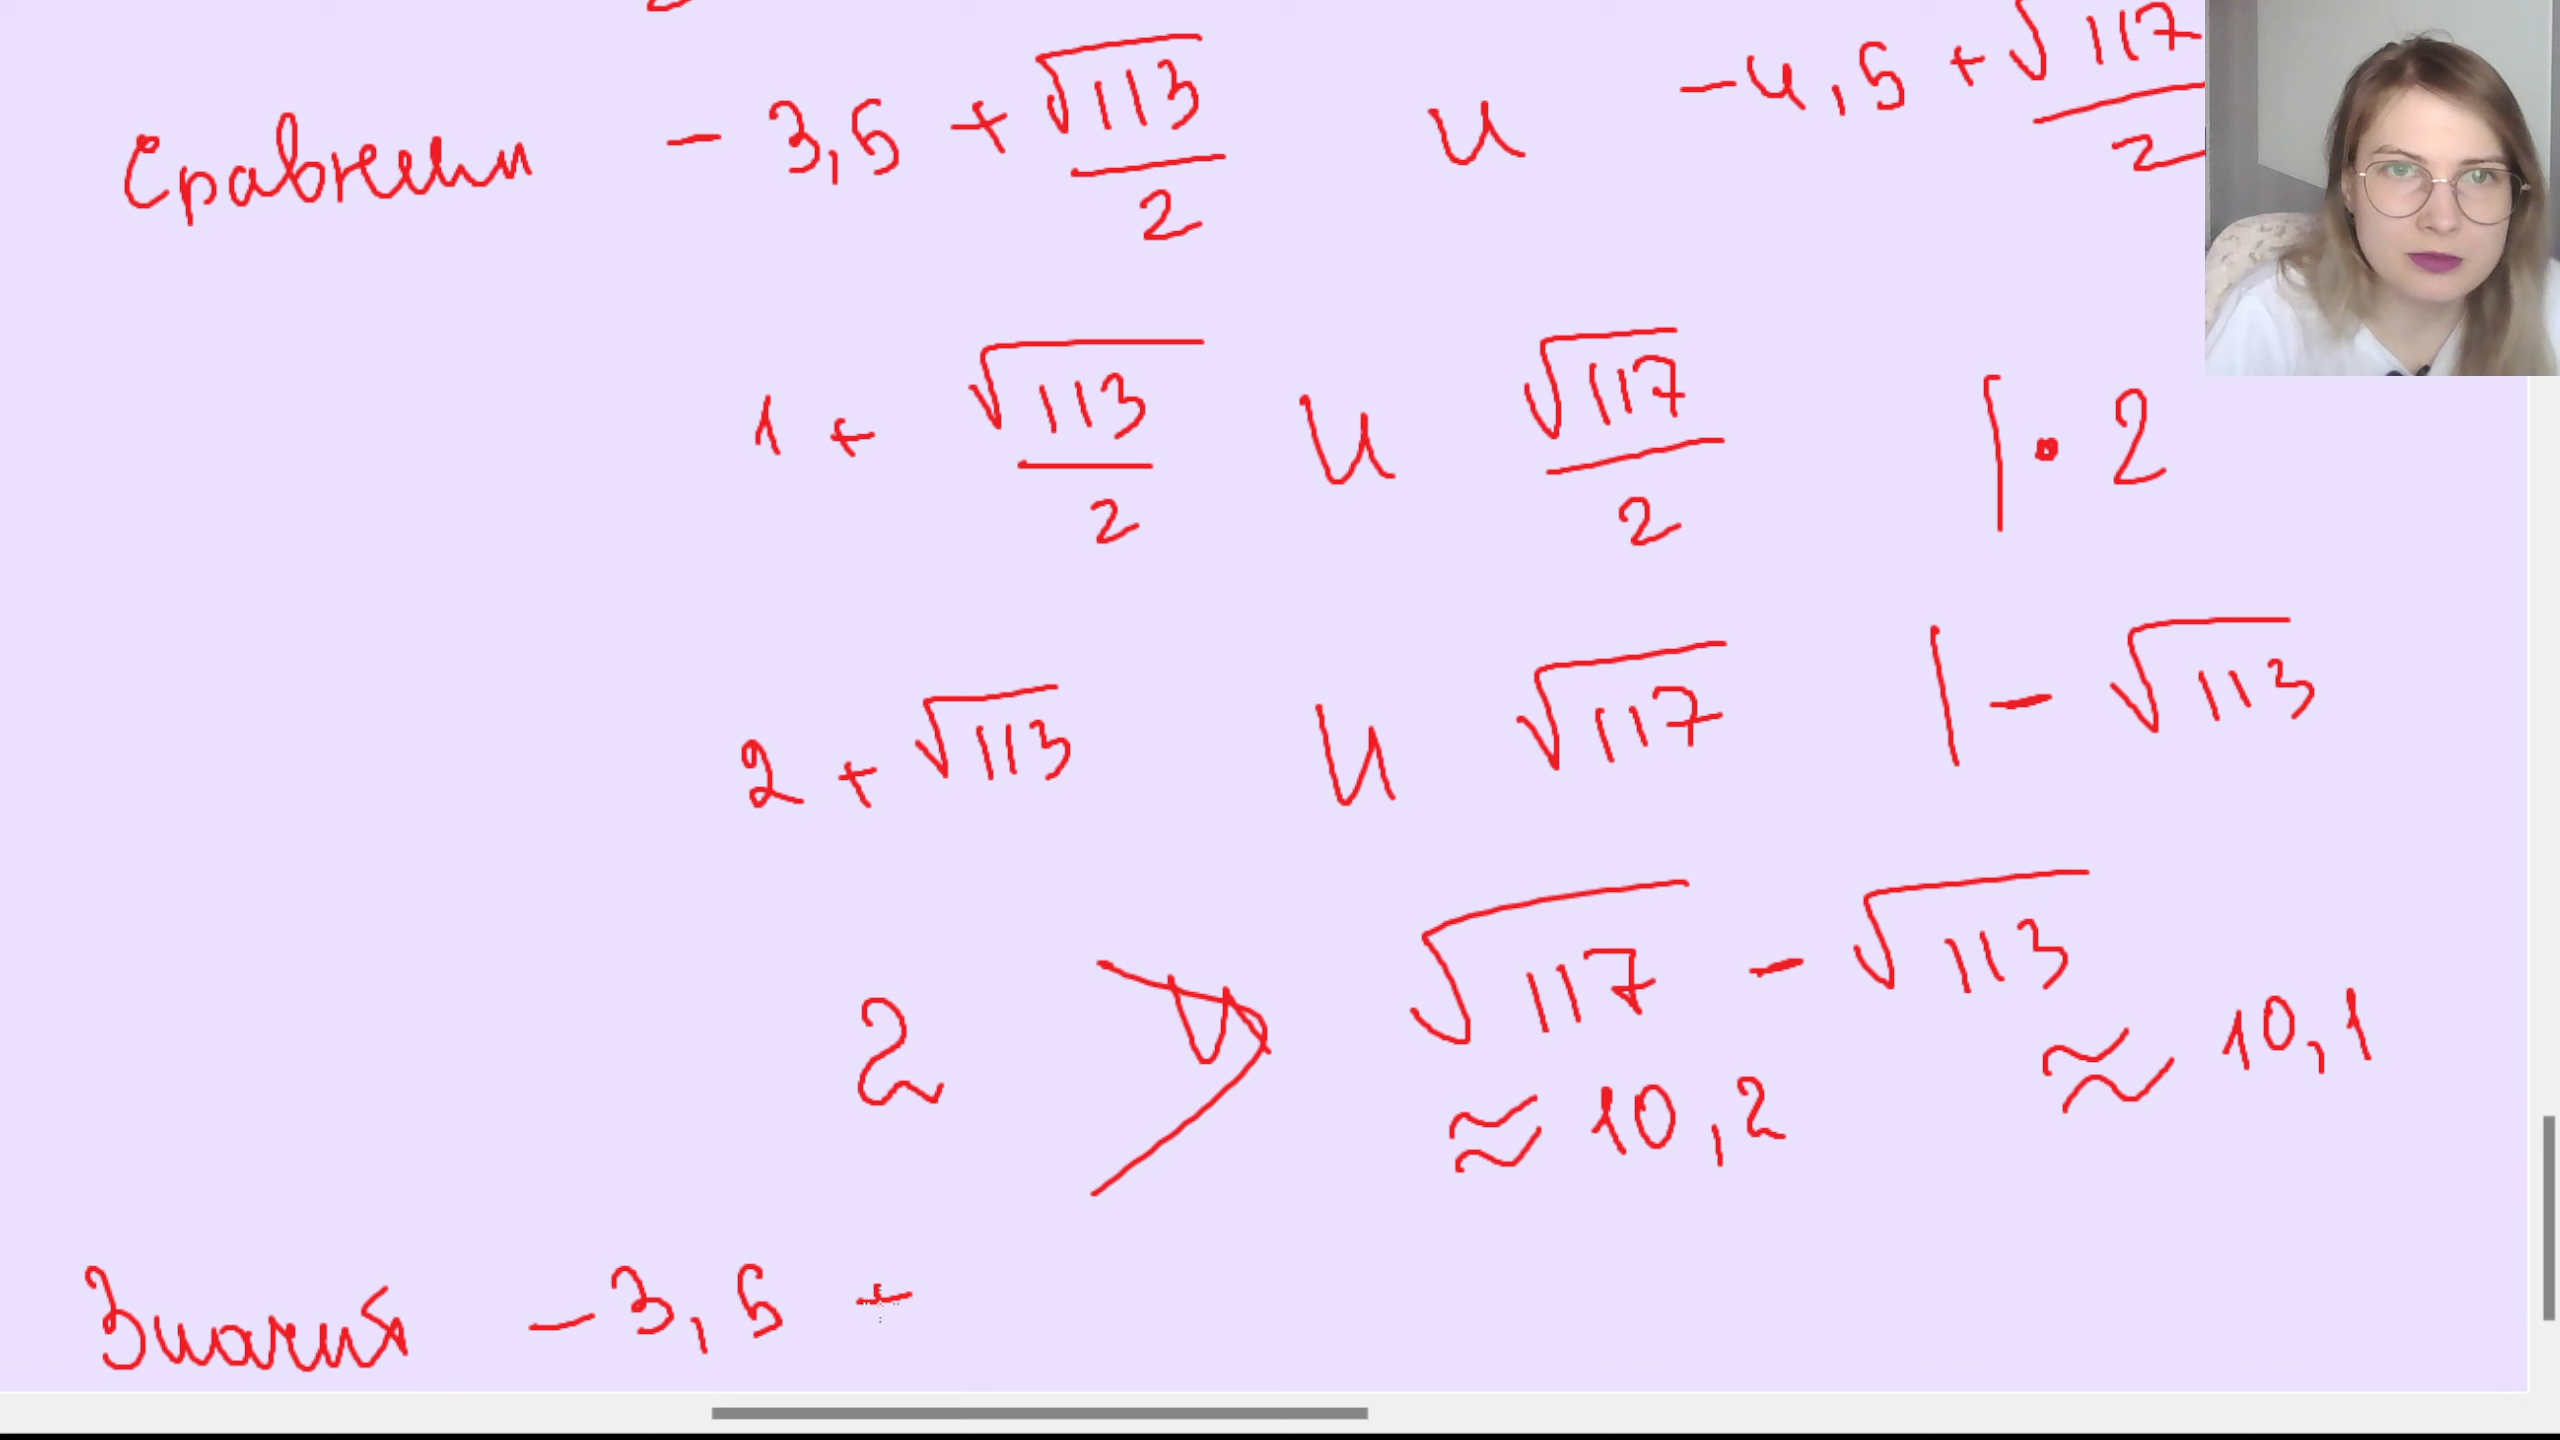 Сравним -3,5 + √113/2 и -4,5 + √117/2
1 + √113/2 и √117/2 | • 2
2 + √113 и √117 | - √113
2 > √117 - √113
≈ 10,2 ≈ 10,1
Значит -3,5 +